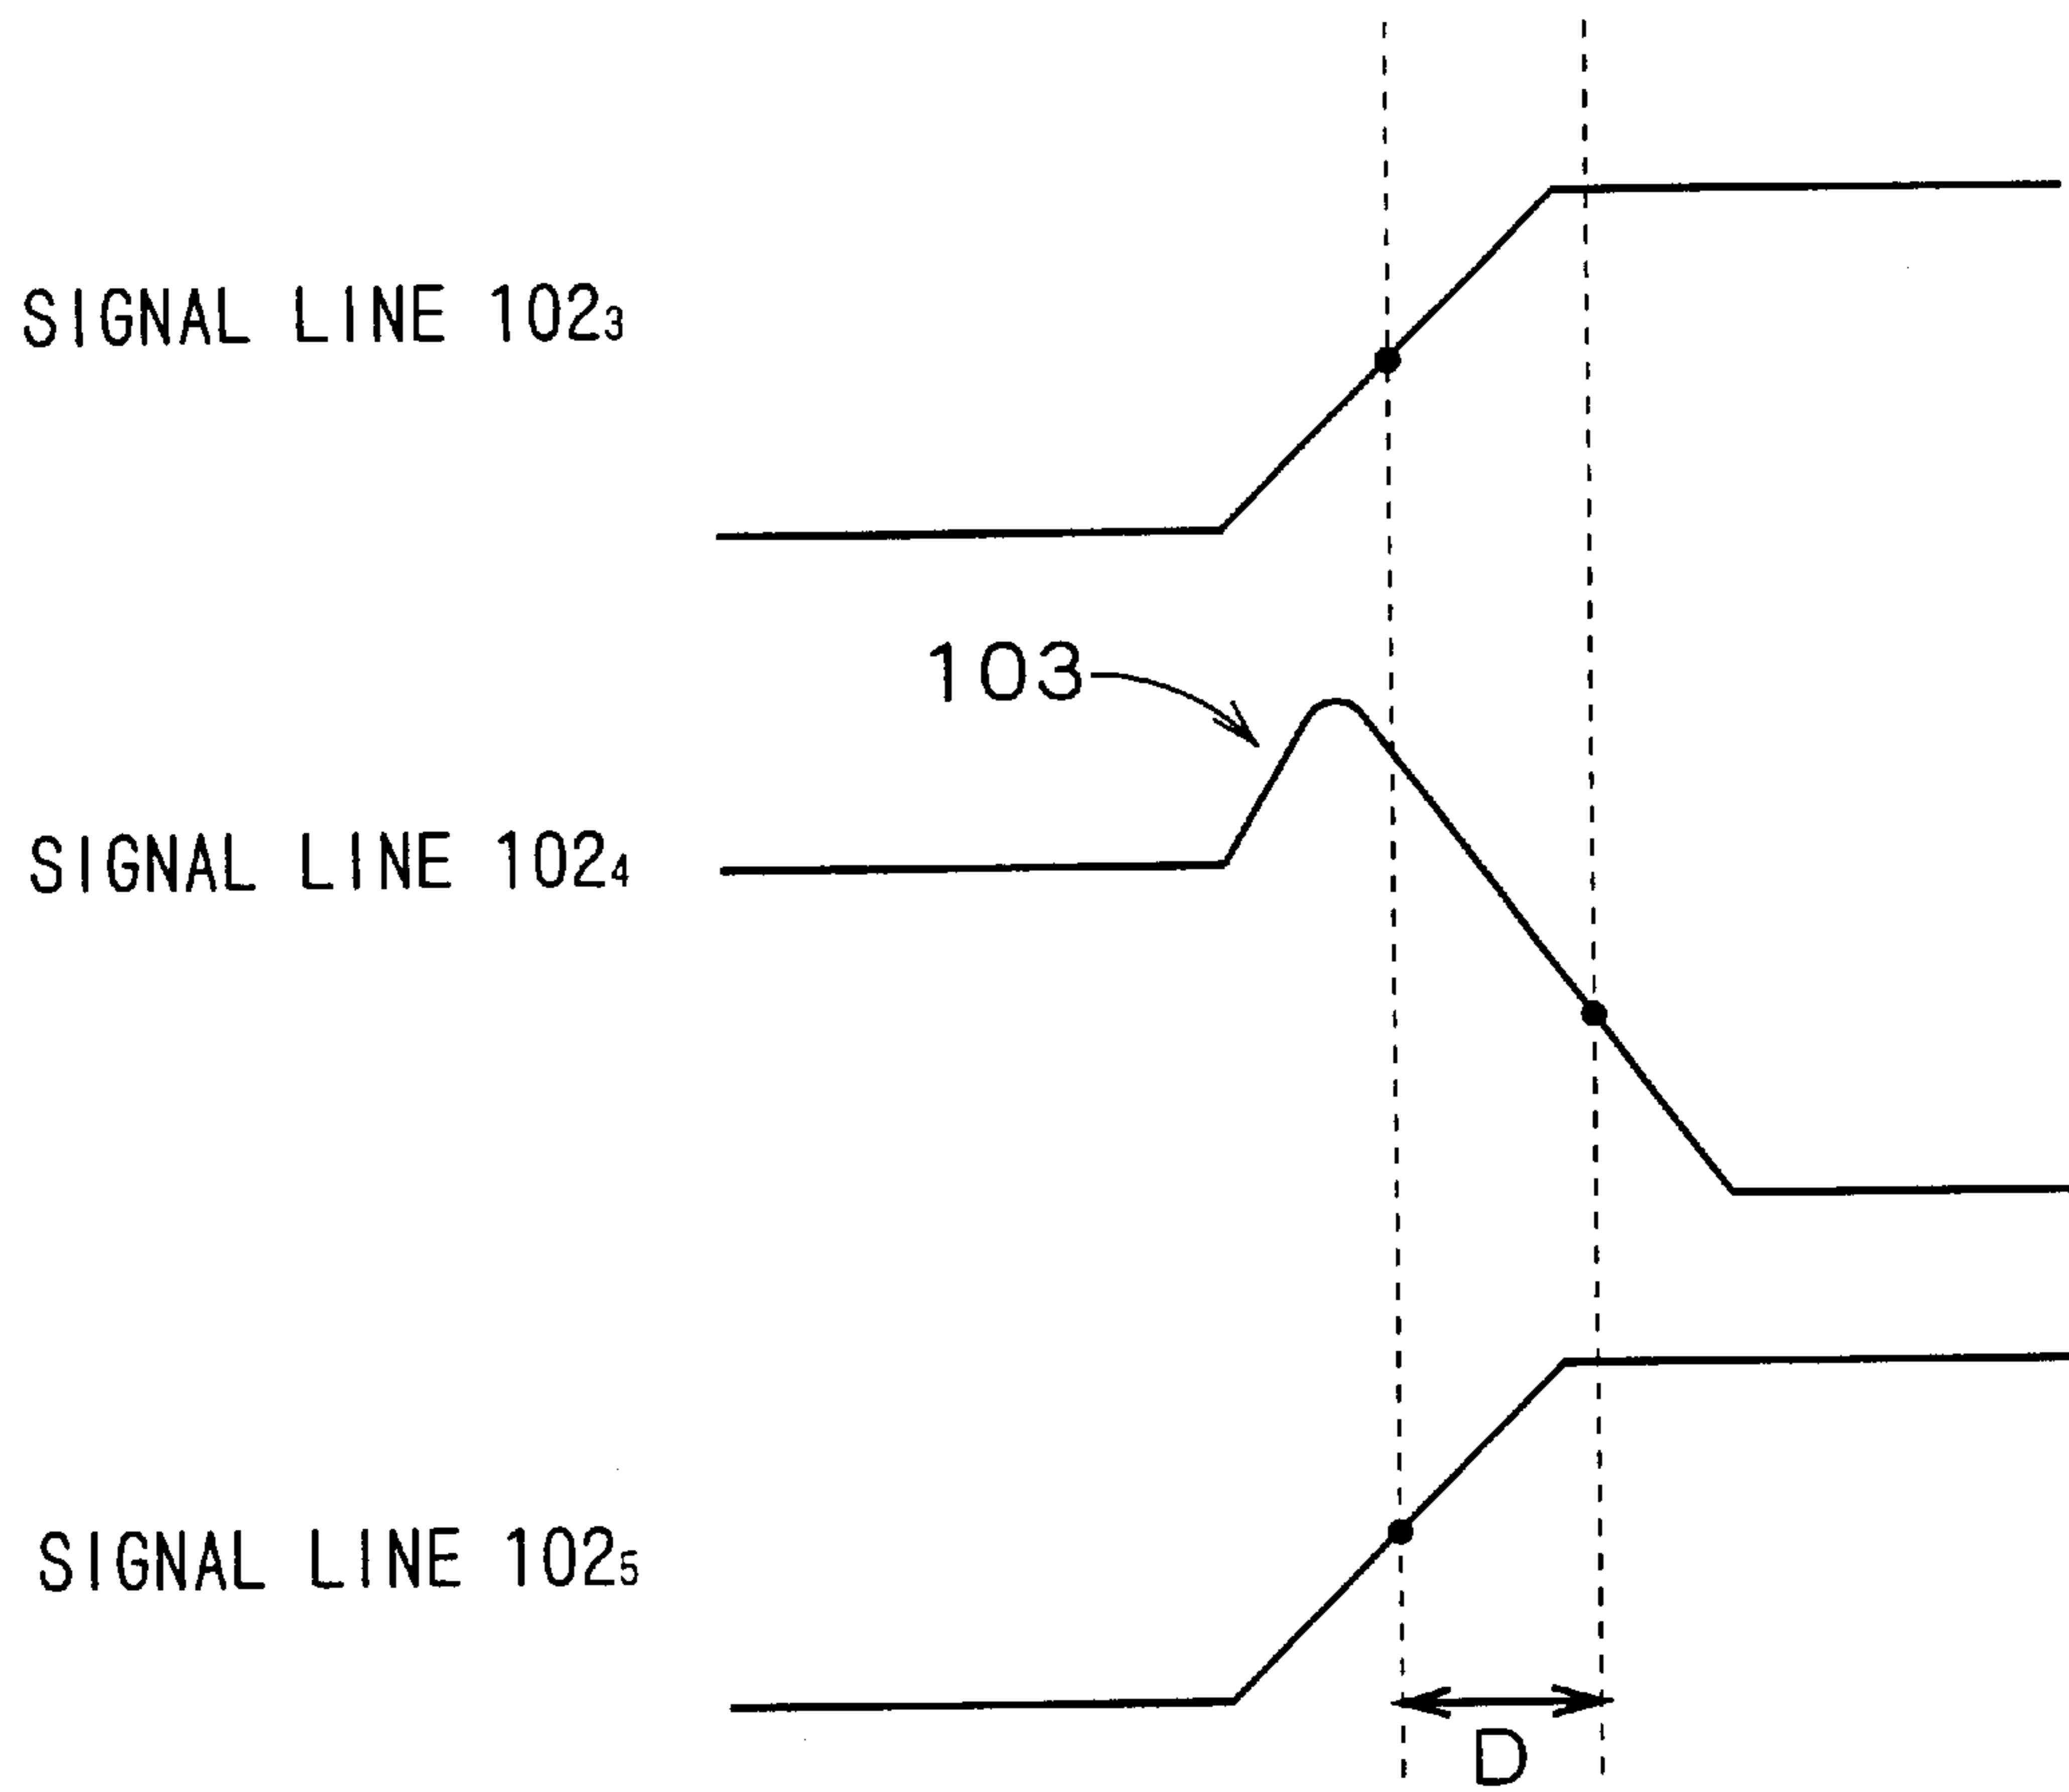 SIGNAL LINE 102₃
103
SIGNAL LINE 102₄
SIGNAL LINE 102₅
D